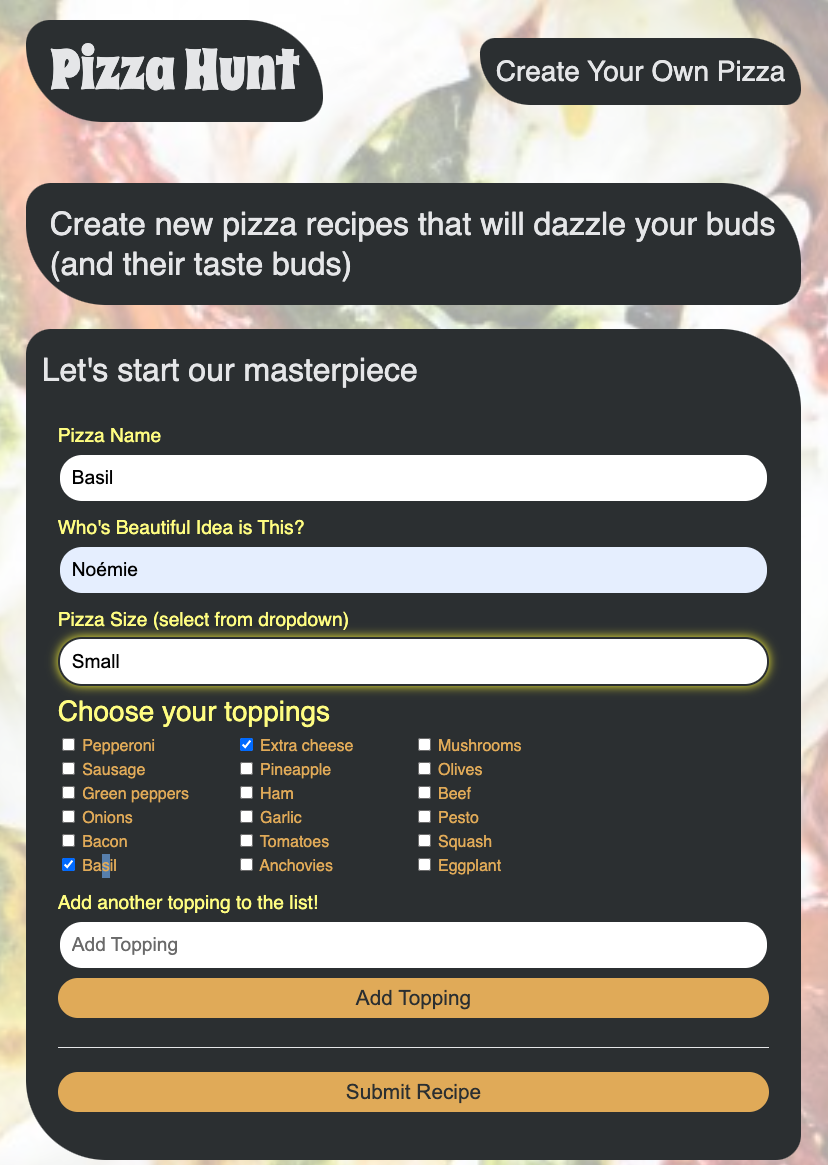 Pizza Hunt
Create Your Own Pizza
Create new pizza recipes that will dazzle your buds
(and their taste buds)
Let's start our masterpiece
Pizza Name
Basil
Who's Beautiful Idea is This?
Noémie
Pizza Size (select from dropdown)
Small
Choose your toppings
Pepperoni Extra cheese Mushrooms
Sausage Pineapple Olives
Green peppers Ham Beef
Onions Garlic Pesto
Bacon Tomatoes Squash
Basil Anchovies Eggplant
Add another topping to the list!
Add Topping
Add Topping
Submit Recipe